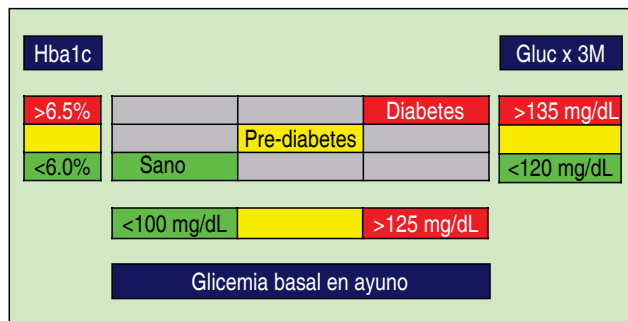 Hba1c
Gluc x 3M
>6.5%
Diabetes
>135 mg/dL
Pre-diabetes
<6.0%
Sano
<120 mg/dL
<100 mg/dL
>125 mg/dL
Glicemia basal en ayuno